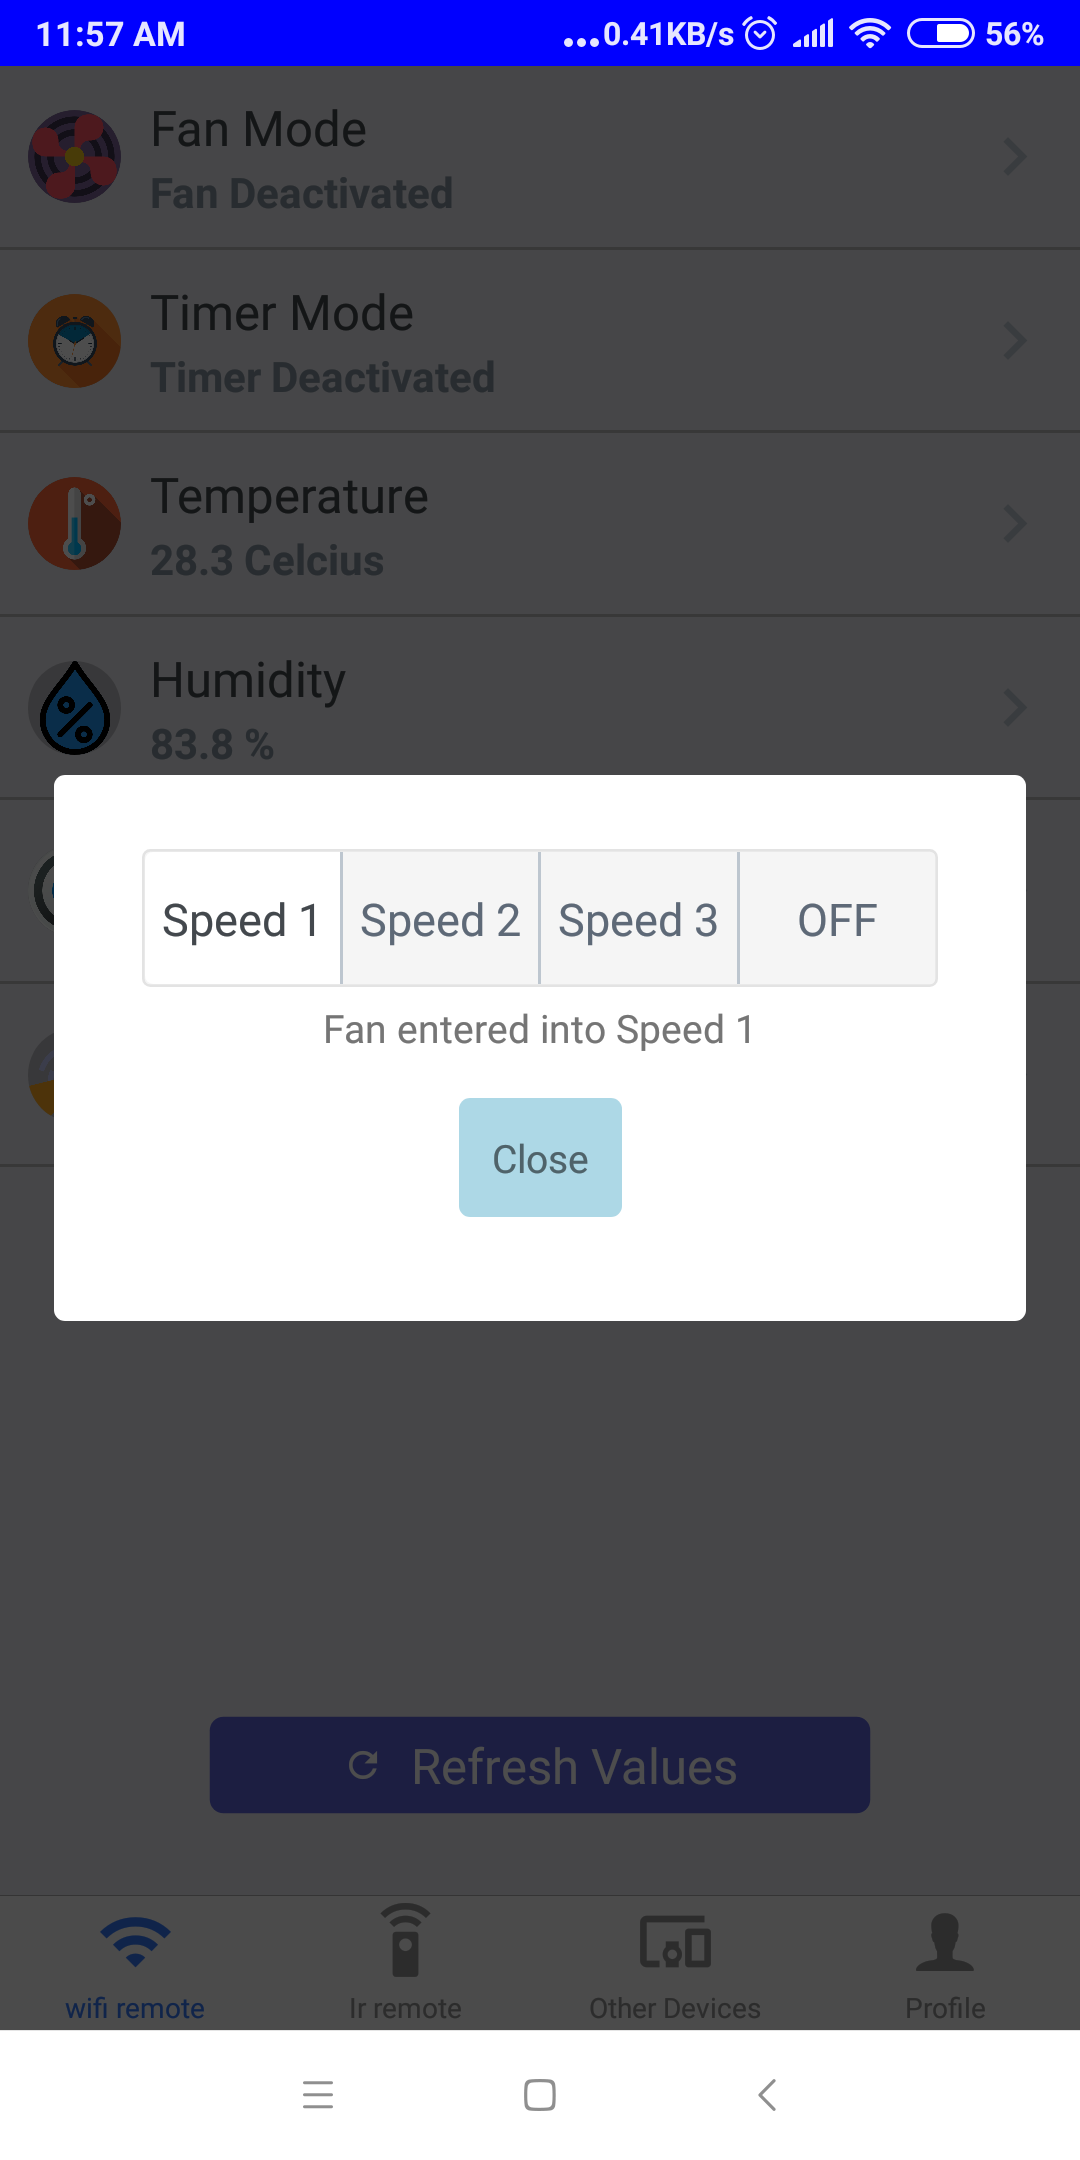 11:57 AM
...0.41KB/s 56%
Fan Mode
Fan Deactivated
Timer Mode
Timer Deactivated
Temperature
28.3 Celcius
Humidity
83.8 %
Speed 1 Speed 2 Speed 3 OFF
Fan entered into Speed 1
Close
Refresh Values
wifi remote Ir remote Other Devices Profile